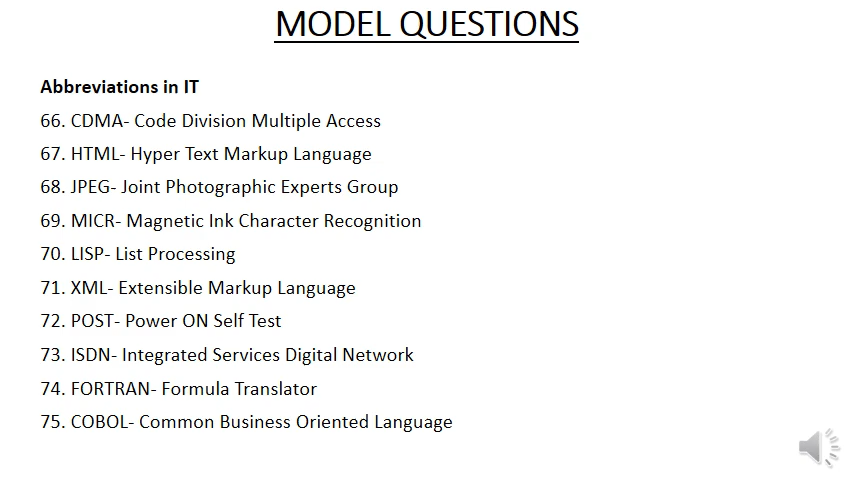 MODEL QUESTIONS
Abbreviations in IT
66. CDMA- Code Division Multiple Access
67. HTML- Hyper Text Markup Language
68. JPEG- Joint Photographic Experts Group
69. MICR- Magnetic Ink Character Recognition
70. LISP- List Processing
71. XML- Extensible Markup Language
72. POST- Power ON Self Test
73. ISDN- Integrated Services Digital Network
74. FORTRAN- Formula Translator
75. COBOL- Common Business Oriented Language